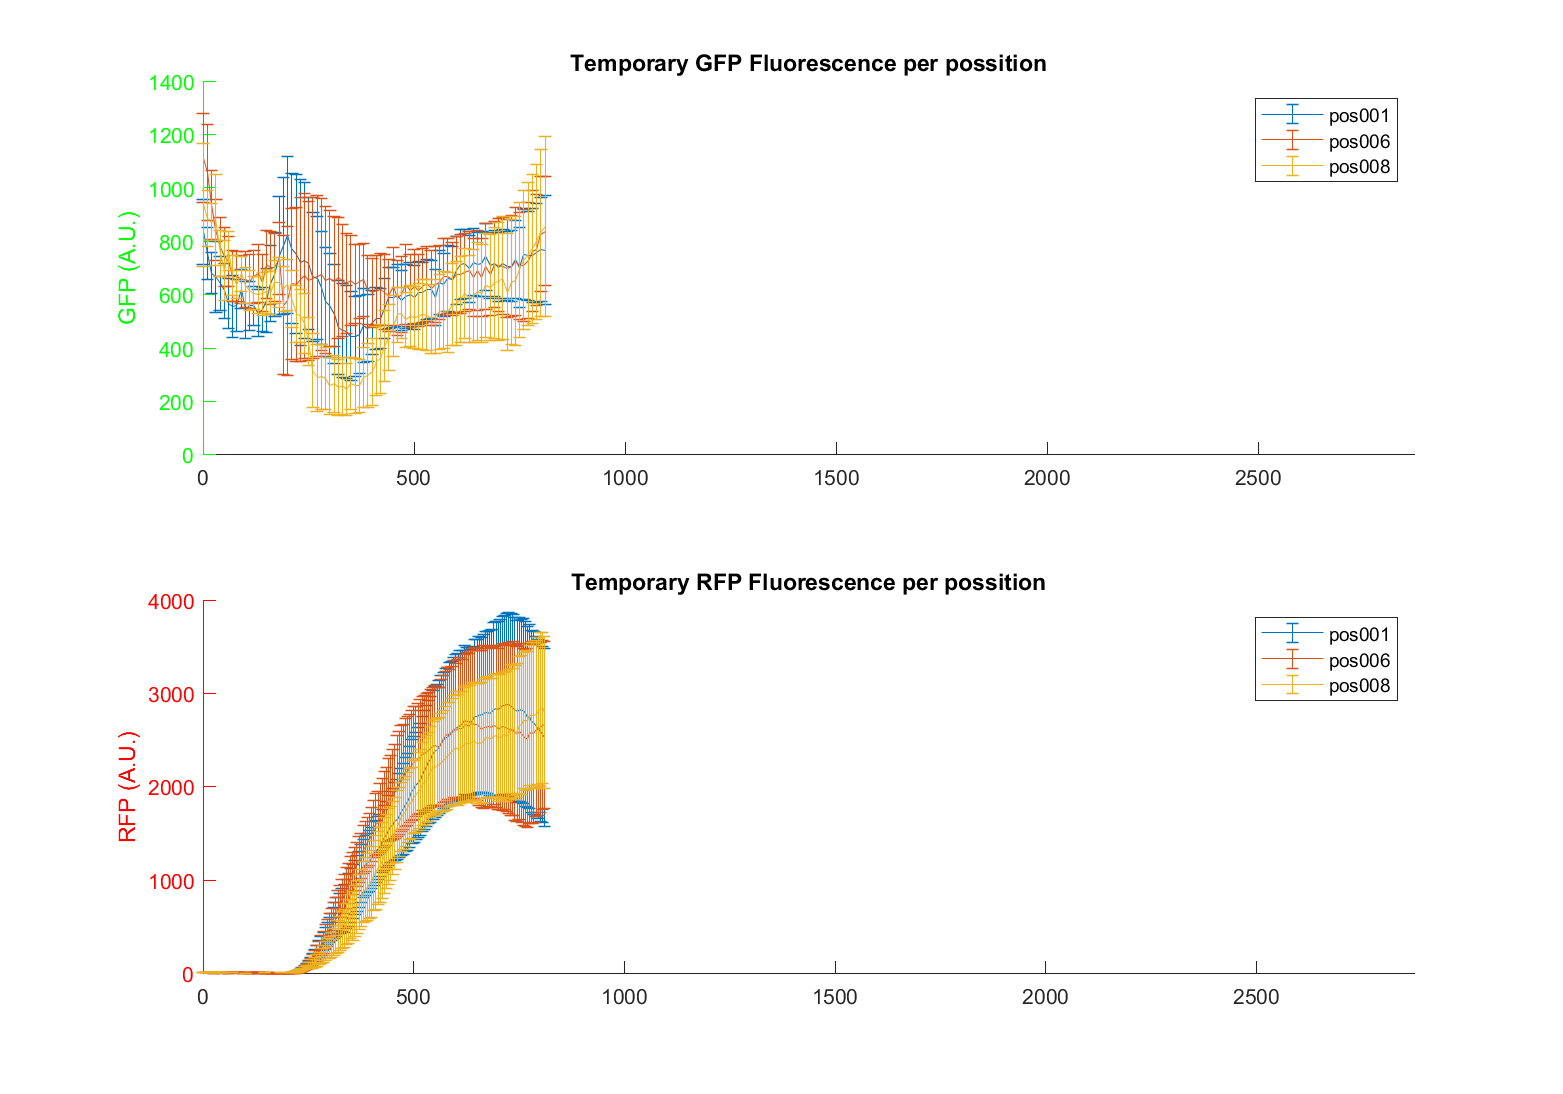 Temporary GFP Fluorescence per possition
1400
1200
1000
800
600
400
200
0
GFP (A.U.)
pos001
pos006
pos008
0 500 1000 1500 2000 2500
Temporary RFP Fluorescence per possition
4000
3000
2000
1000
0
RFP (A.U.)
pos001
pos006
pos008
0 500 1000 1500 2000 2500